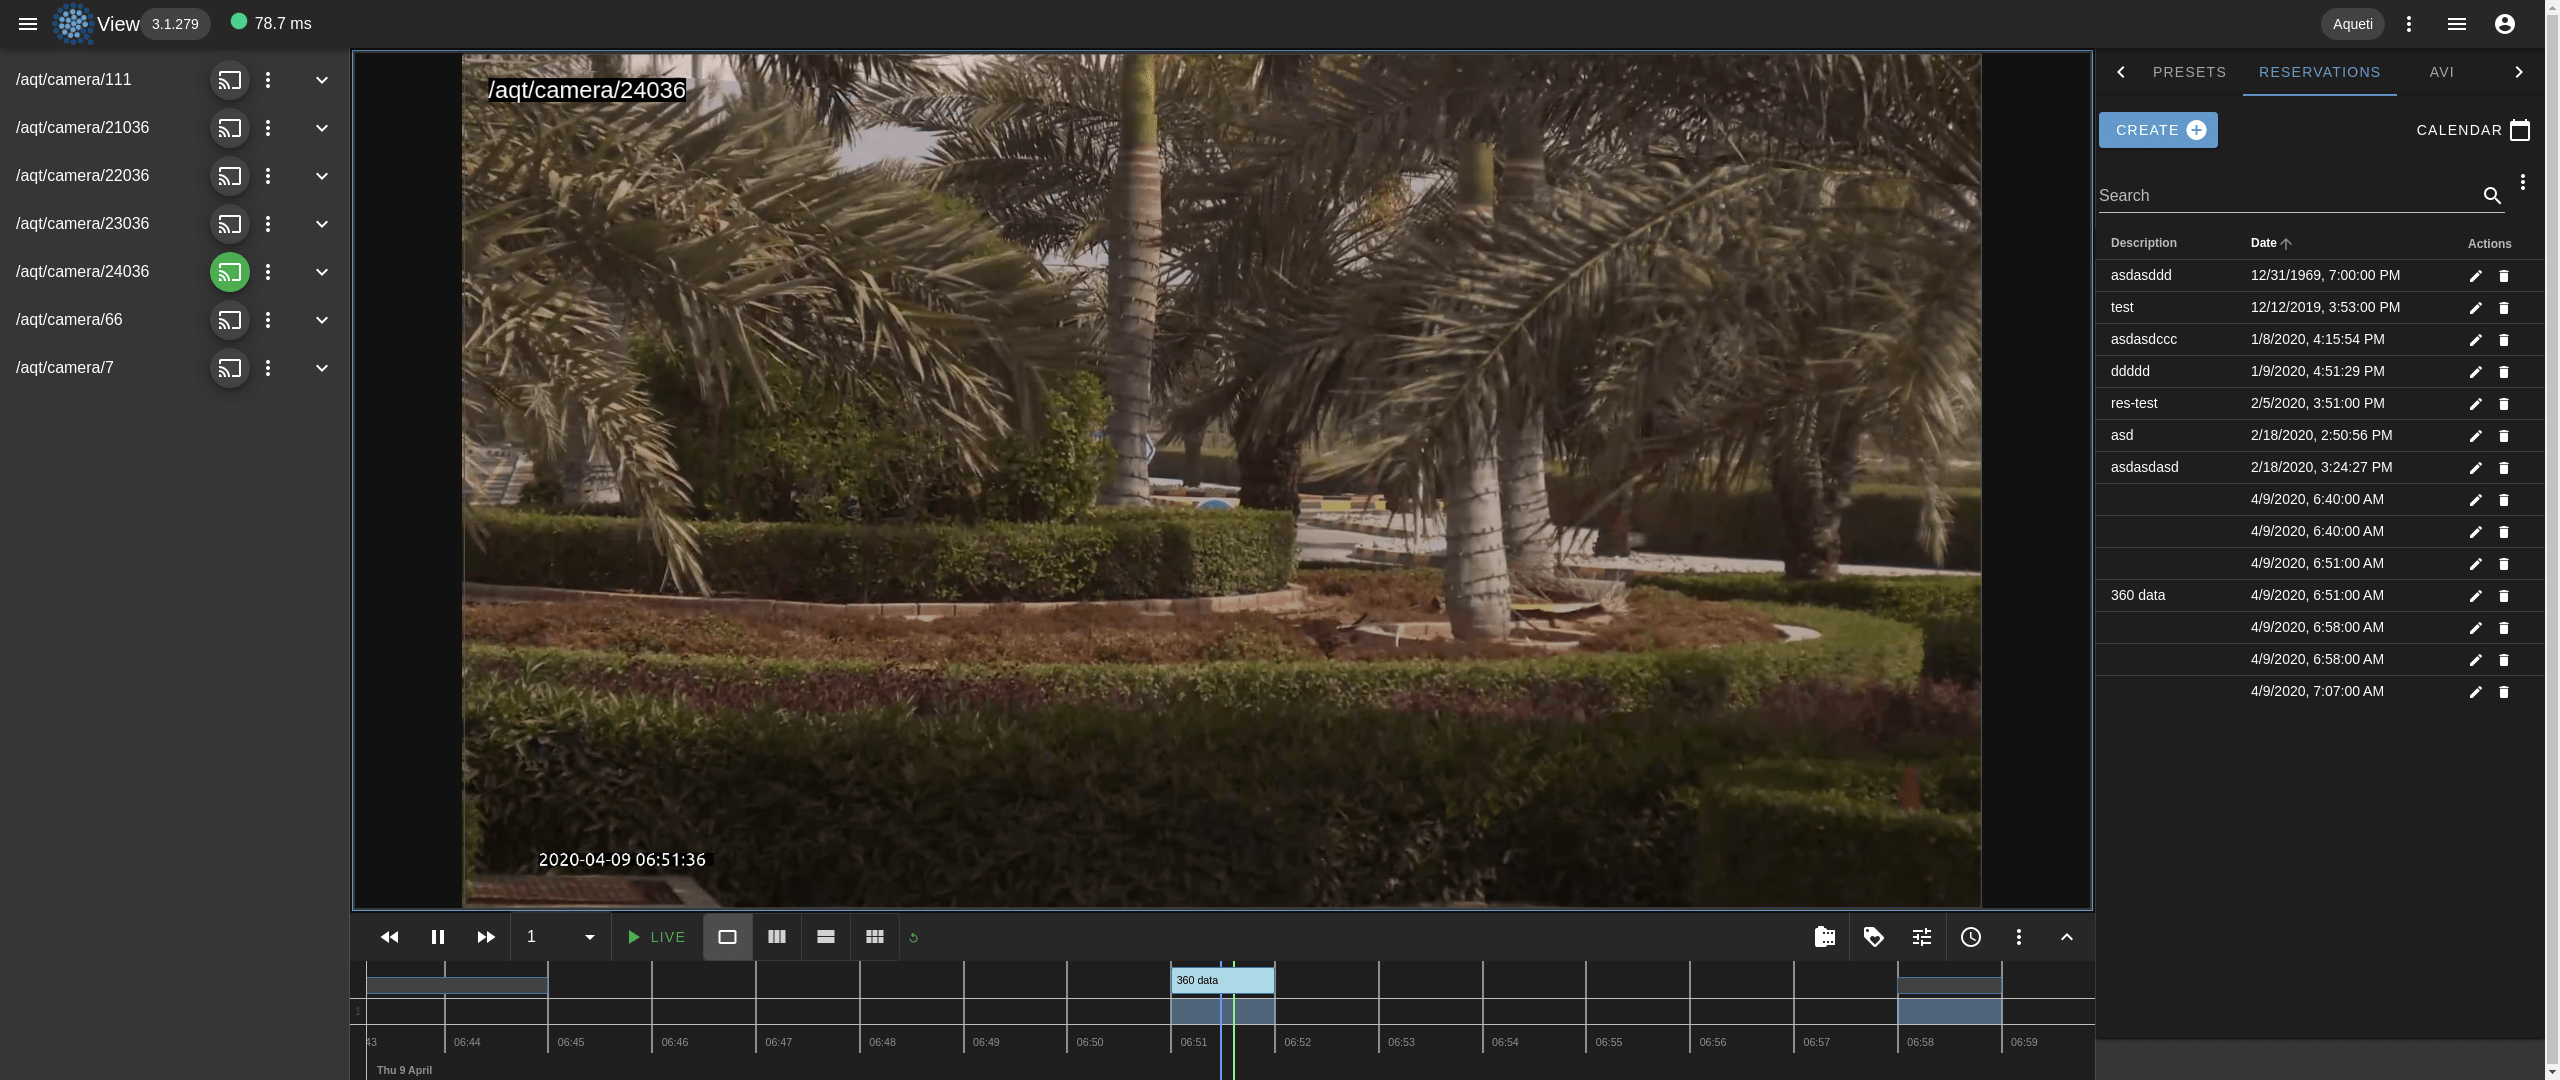 View 3.1.279 78.7 ms Aqueti
/aqt/camera/111
/aqt/camera/21036
/aqt/camera/22036
/aqt/camera/23036
/aqt/camera/24036
/aqt/camera/66
/aqt/camera/7
/aqt/camera/24036
2020-04-09 06:51:36
PRESETS RESERVATIONS AVI
CREATE CALENDAR
Search
Description Date Actions
asdasddd 12/31/1969, 7:00:00 PM
test 12/12/2019, 3:53:00 PM
asdasdccc 1/8/2020, 4:15:54 PM
ddddd 1/9/2020, 4:51:29 PM
res-test 2/5/2020, 3:51:00 PM
asd 2/18/2020, 2:50:56 PM
asdasdasd 2/18/2020, 3:24:27 PM
4/9/2020, 6:40:00 AM
4/9/2020, 6:40:00 AM
4/9/2020, 6:51:00 AM
360 data 4/9/2020, 6:51:00 AM
4/9/2020, 6:58:00 AM
4/9/2020, 6:58:00 AM
4/9/2020, 7:07:00 AM
1 LIVE
360 data
1
43 06:44 06:45 06:46 06:47 06:48 06:49 06:50 06:51 06:52 06:53 06:54 06:55 06:56 06:57 06:58 06:59
Thu 9 April